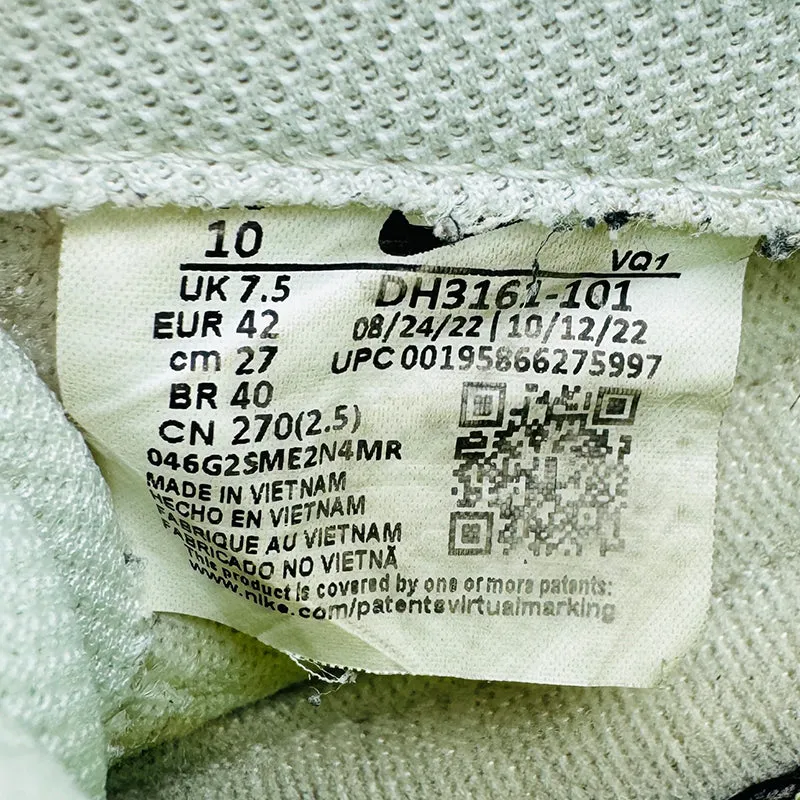 10
VQ1
UK 7.5
DH3161-101
EUR 42
08/24/22 | 10/12/22
cm 27
UPC 00195866275997
BR 40
CN 270(2.5)
046G2SME2N4MR
MADE IN VIETNAM
HECHO EN VIETNAM
FABRIQUE AU VIETNAM
FABRICADO NO VIETNÃ
This product is covered by one or more patents:
www.nike.com/patentsvirtualmarking